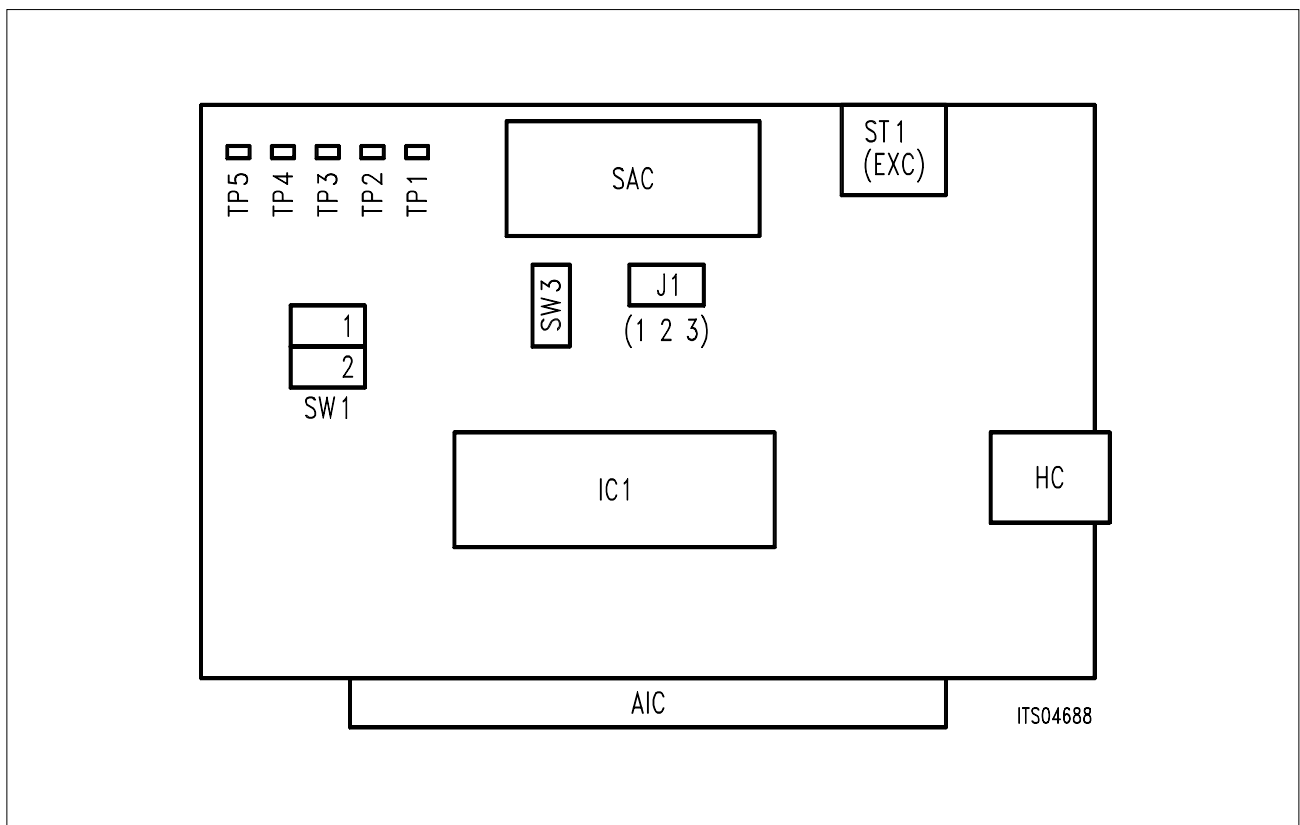 ST1
(EXC)
SAC
TP5
TP4
TP3
TP2
TP1
SW3
J1
(1 2 3)
1
2
SW1
IC1
HC
AIC
ITS04688